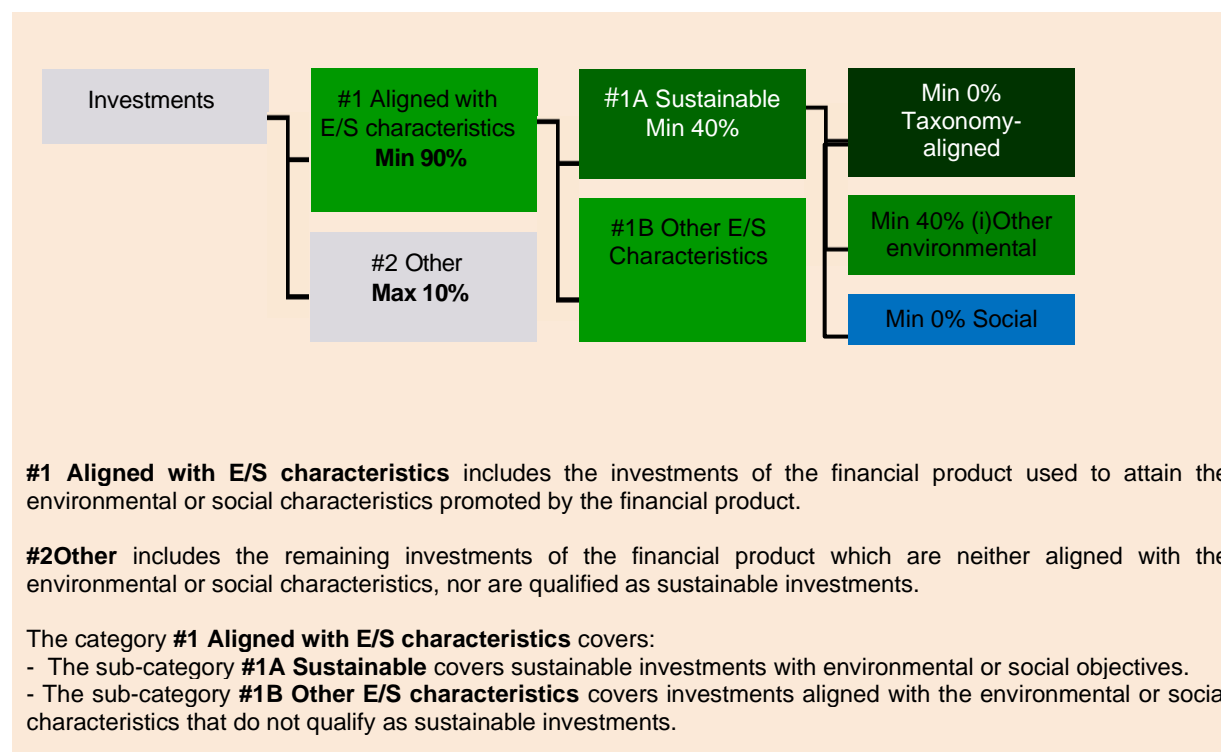 Investments
#1 Aligned with
E/S characteristics
Min 90%
#2 Other
Max 10%
#1A Sustainable
Min 40%
#1B Other E/S
Characteristics
Min 0%
Taxonomy-
aligned
Min 40% (i)Other
environmental
Min 0% Social
#1 Aligned with E/S characteristics includes the investments of the financial product used to attain the
environmental or social characteristics promoted by the financial product.
#2Other includes the remaining investments of the financial product which are neither aligned with the
environmental or social characteristics, nor are qualified as sustainable investments.
The category #1 Aligned with E/S characteristics covers:
- The sub-category #1A Sustainable covers sustainable investments with environmental or social objectives.
- The sub-category #1B Other E/S characteristics covers investments aligned with the environmental or social
characteristics that do not qualify as sustainable investments.